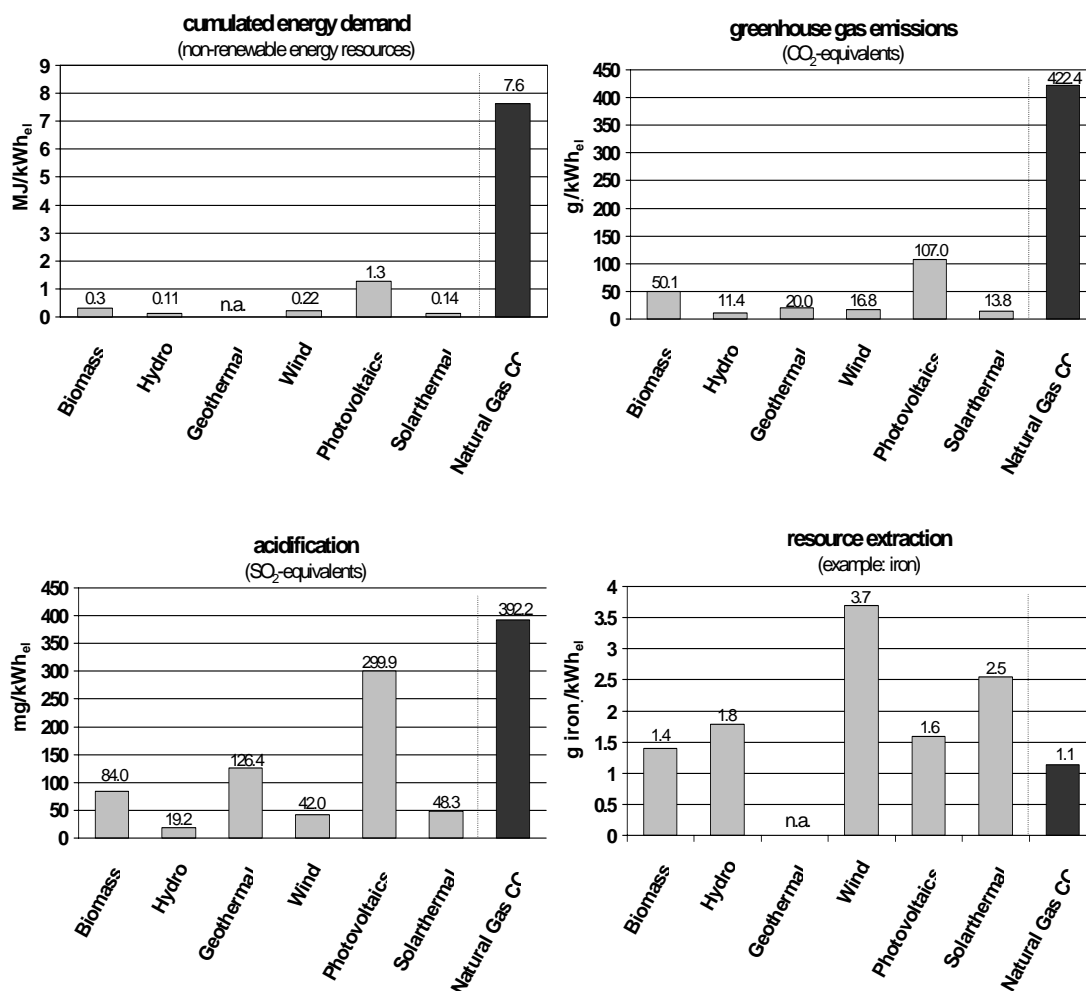 cumulated energy demand
(non-renewable energy resources)
MJ/kWhel
9
8
7
6
5
4
3
2
1
0
0.3
0.11
n.a.
0.22
1.3
0.14
7.6
Biomass
Hydro
Geothermal
Wind
Photovoltaics
Solarthermal
Natural Gas CC
greenhouse gas emissions
(CO2-equivalents)
g/kWhel
450
400
350
300
250
200
150
100
50
0
50.1
11.4
20.0
16.8
107.0
13.8
422.4
Biomass
Hydro
Geothermal
Wind
Photovoltaics
Solarthermal
Natural Gas CC
acidification
(SO2-equivalents)
mg/kWhel
450
400
350
300
250
200
150
100
50
0
84.0
19.2
126.4
42.0
299.9
48.3
392.2
Biomass
Hydro
Geothermal
Wind
Photovoltaics
Solarthermal
Natural Gas CC
resource extraction
(example: iron)
g iron/kWhel
4
3.5
3
2.5
2
1.5
1
0.5
0
1.4
1.8
n.a.
3.7
1.6
2.5
1.1
Biomass
Hydro
Geothermal
Wind
Photovoltaics
Solarthermal
Natural Gas CC